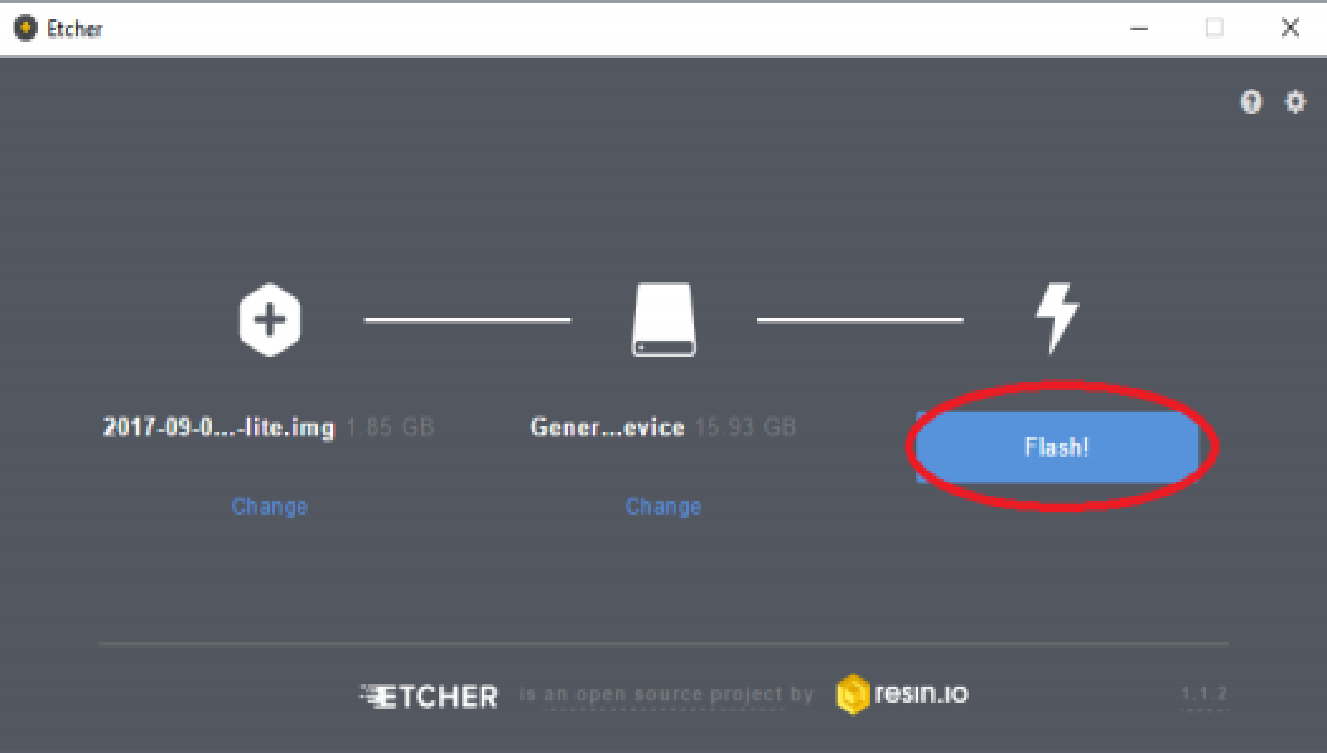 Etcher
2017-09-0...-lite.img 1.85 GB
Gener...evice 15.93 GB
Flash!
Change
Change
ETCHER is an open source project by resin.io 1.1.2